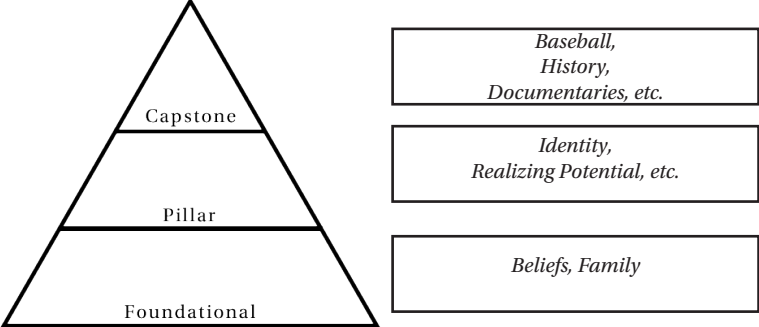 Baseball,
History,
Documentaries, etc.
Capstone
Identity,
Realizing Potential, etc.
Pillar
Beliefs, Family
Foundational